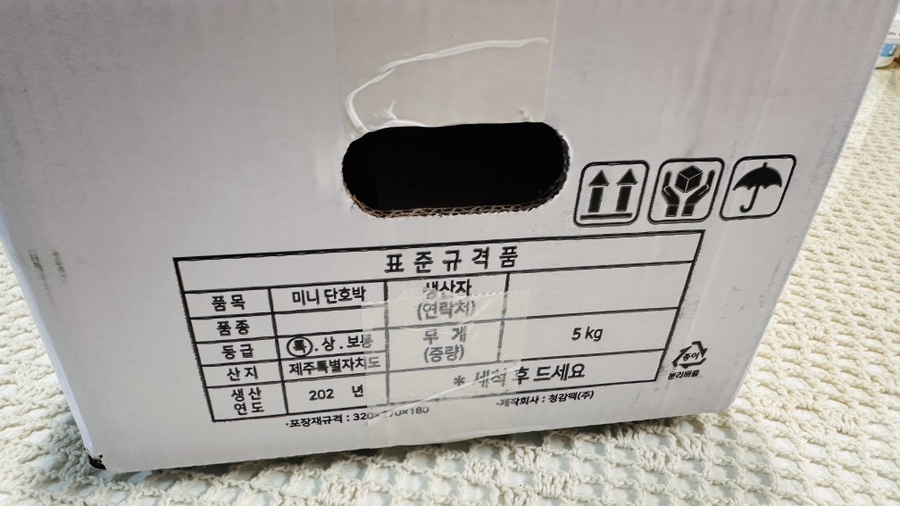 표준규격품
품목 미니 단호박 생산자
(연락처)
품종
등급 특.상.보통 무게
(중량) 5 kg
산지 제주특별자치도
생산
연도 202 년 * 세척 후 드세요
·포장재규격 : 320×270×180 ·제작회사 : 청감팩(주)
종이
분리배출